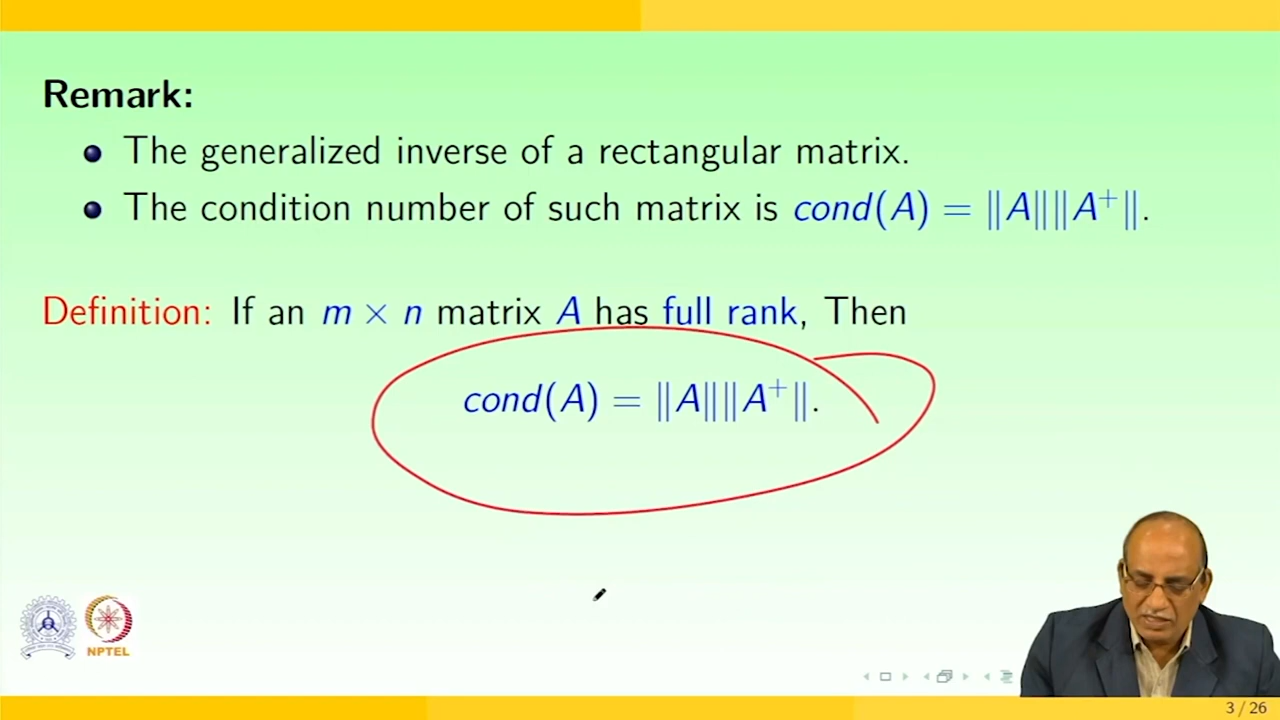 Remark:
The generalized inverse of a rectangular matrix.
The condition number of such matrix is cond(A) = ‖A‖‖A⁺‖.
Definition: If an m × n matrix A has full rank, Then
cond(A) = ‖A‖‖A⁺‖.
NPTEL
3 / 26